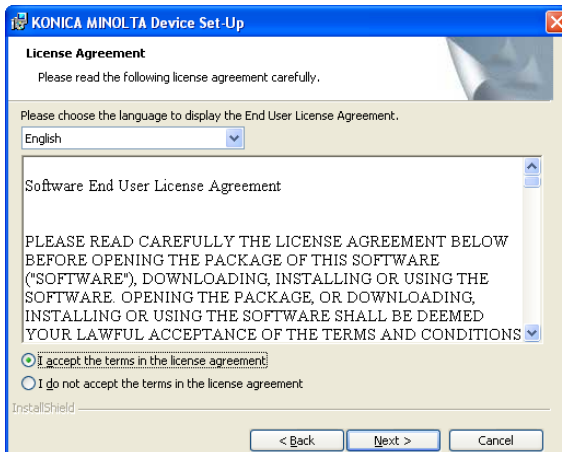 KONICA MINOLTA Device Set-Up
License Agreement
Please read the following license agreement carefully.
Please choose the language to display the End User License Agreement.
English
Software End User License Agreement
PLEASE READ CAREFULLY THE LICENSE AGREEMENT BELOW
BEFORE OPENING THE PACKAGE OF THIS SOFTWARE
("SOFTWARE"), DOWNLOADING, INSTALLING OR USING THE
SOFTWARE. OPENING THE PACKAGE, OR DOWNLOADING,
INSTALLING OR USING THE SOFTWARE SHALL BE DEEMED
YOUR LAWFUL ACCEPTANCE OF THE TERMS AND CONDITIONS
I accept the terms in the license agreement
I do not accept the terms in the license agreement
InstallShield
< Back
Next >
Cancel